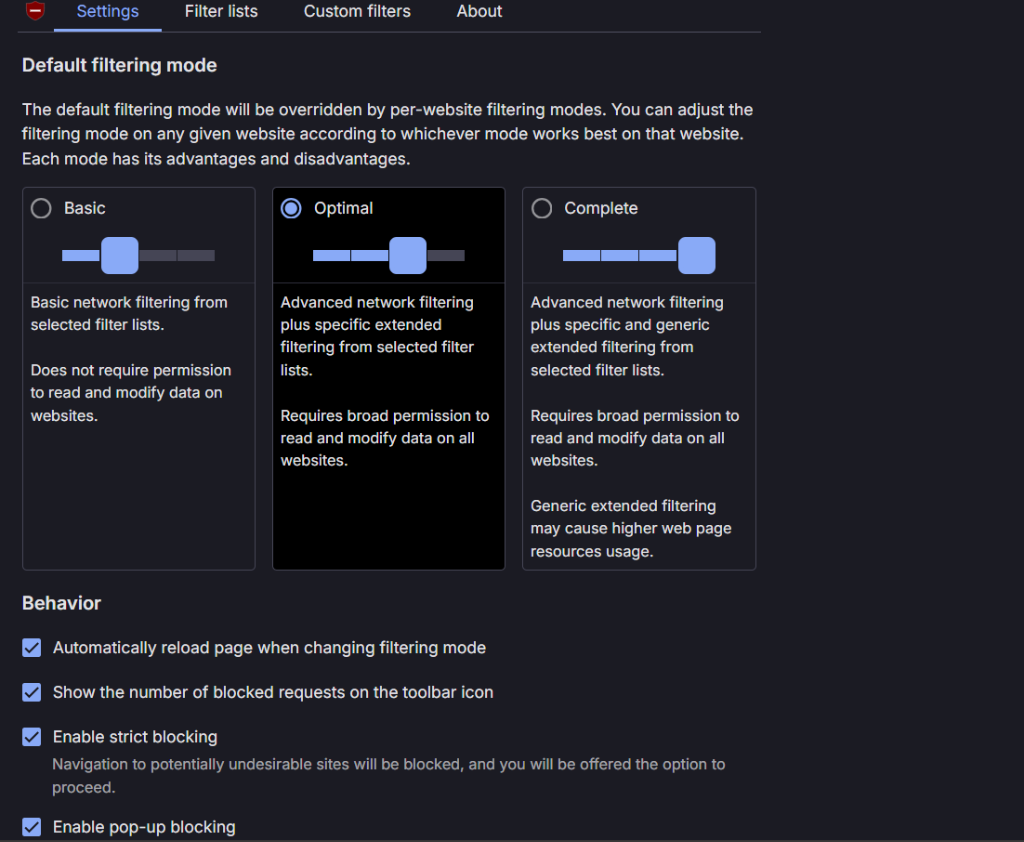 Settings Filter lists Custom filters About
Default filtering mode
The default filtering mode will be overridden by per-website filtering modes. You can adjust the
filtering mode on any given website according to whichever mode works best on that website.
Each mode has its advantages and disadvantages.
Basic
Basic network filtering from
selected filter lists.
Does not require permission
to read and modify data on
websites.
Optimal
Advanced network filtering
plus specific extended
filtering from selected filter
lists.
Requires broad permission to
read and modify data on all
websites.
Complete
Advanced network filtering
plus specific and generic
extended filtering from
selected filter lists.
Requires broad permission to
read and modify data on all
websites.
Generic extended filtering
may cause higher web page
resources usage.
Behavior
Automatically reload page when changing filtering mode
Show the number of blocked requests on the toolbar icon
Enable strict blocking
Navigation to potentially undesirable sites will be blocked, and you will be offered the option to
proceed.
Enable pop-up blocking